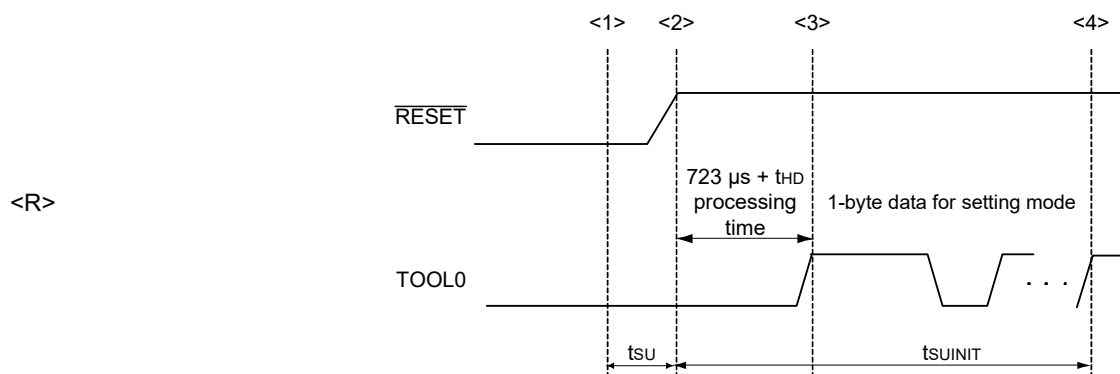 <1> <2> <3> <4>
RESET
<R>
723 µs + tHD
processing
time
1-byte data for setting mode
TOOL0
. . .
tSU
tSUINIT